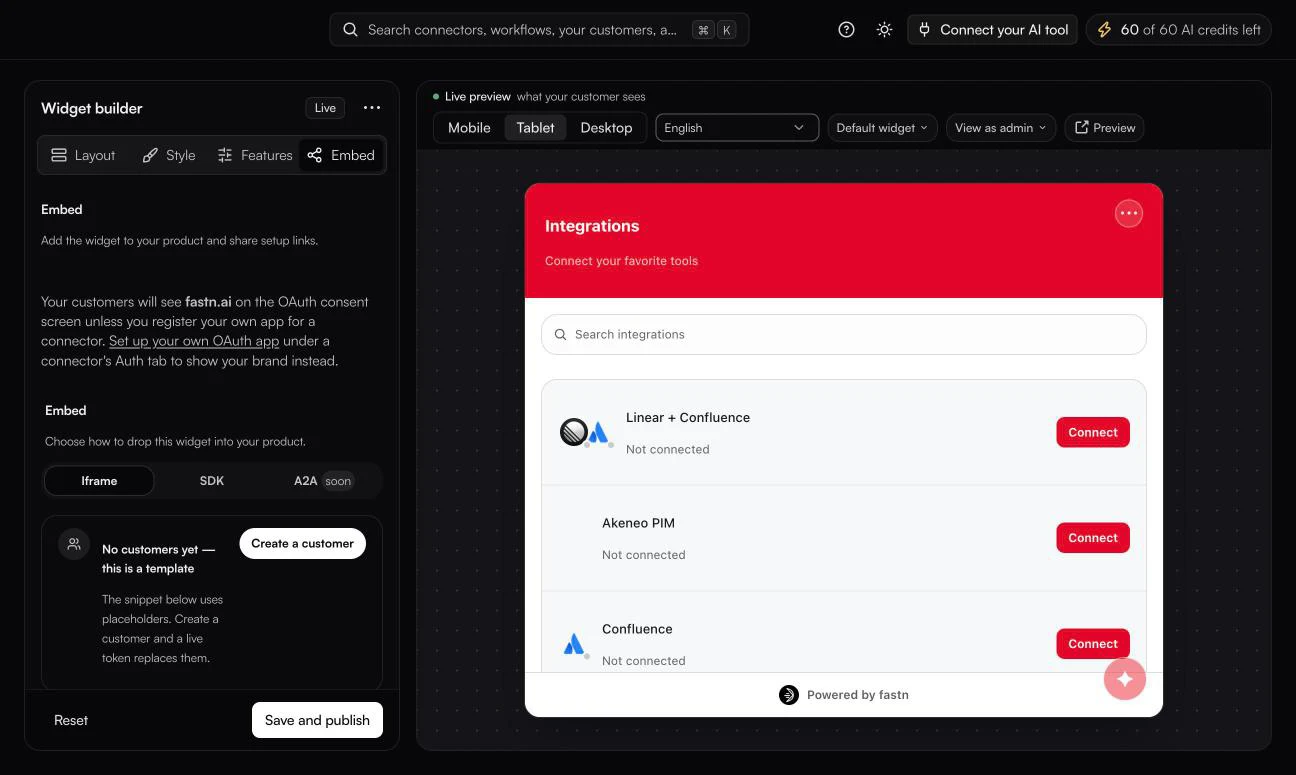 Search connectors, workflows, your customers, a...
⌘ K
Connect your AI tool
60 of 60 AI credits left
Widget builder
Live
Layout
Style
Features
Embed
Embed
Add the widget to your product and share setup links.
Your customers will see fastn.ai on the OAuth consent
screen unless you register your own app for a
connector. Set up your own OAuth app under a
connector's Auth tab to show your brand instead.
Embed
Choose how to drop this widget into your product.
Iframe
SDK
A2A soon
No customers yet —
this is a template
Create a customer
The snippet below uses
placeholders. Create a
customer and a live
token replaces them.
Reset
Save and publish
Live preview what your customer sees
Mobile
Tablet
Desktop
English
Default widget
View as admin
Preview
Integrations
Connect your favorite tools
Search integrations
Linear + Confluence
Not connected
Connect
Akeneo PIM
Not connected
Connect
Confluence
Not connected
Connect
Powered by fastn